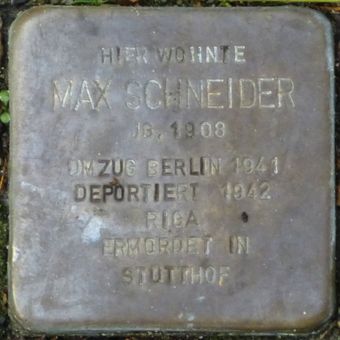 HIER WOHNTE
MAX SCHNEIDER
JG. 1908
UMZUG BERLIN 1941
DEPORTIERT 1942
RIGA
ERMORDET IN
STUTTHOF